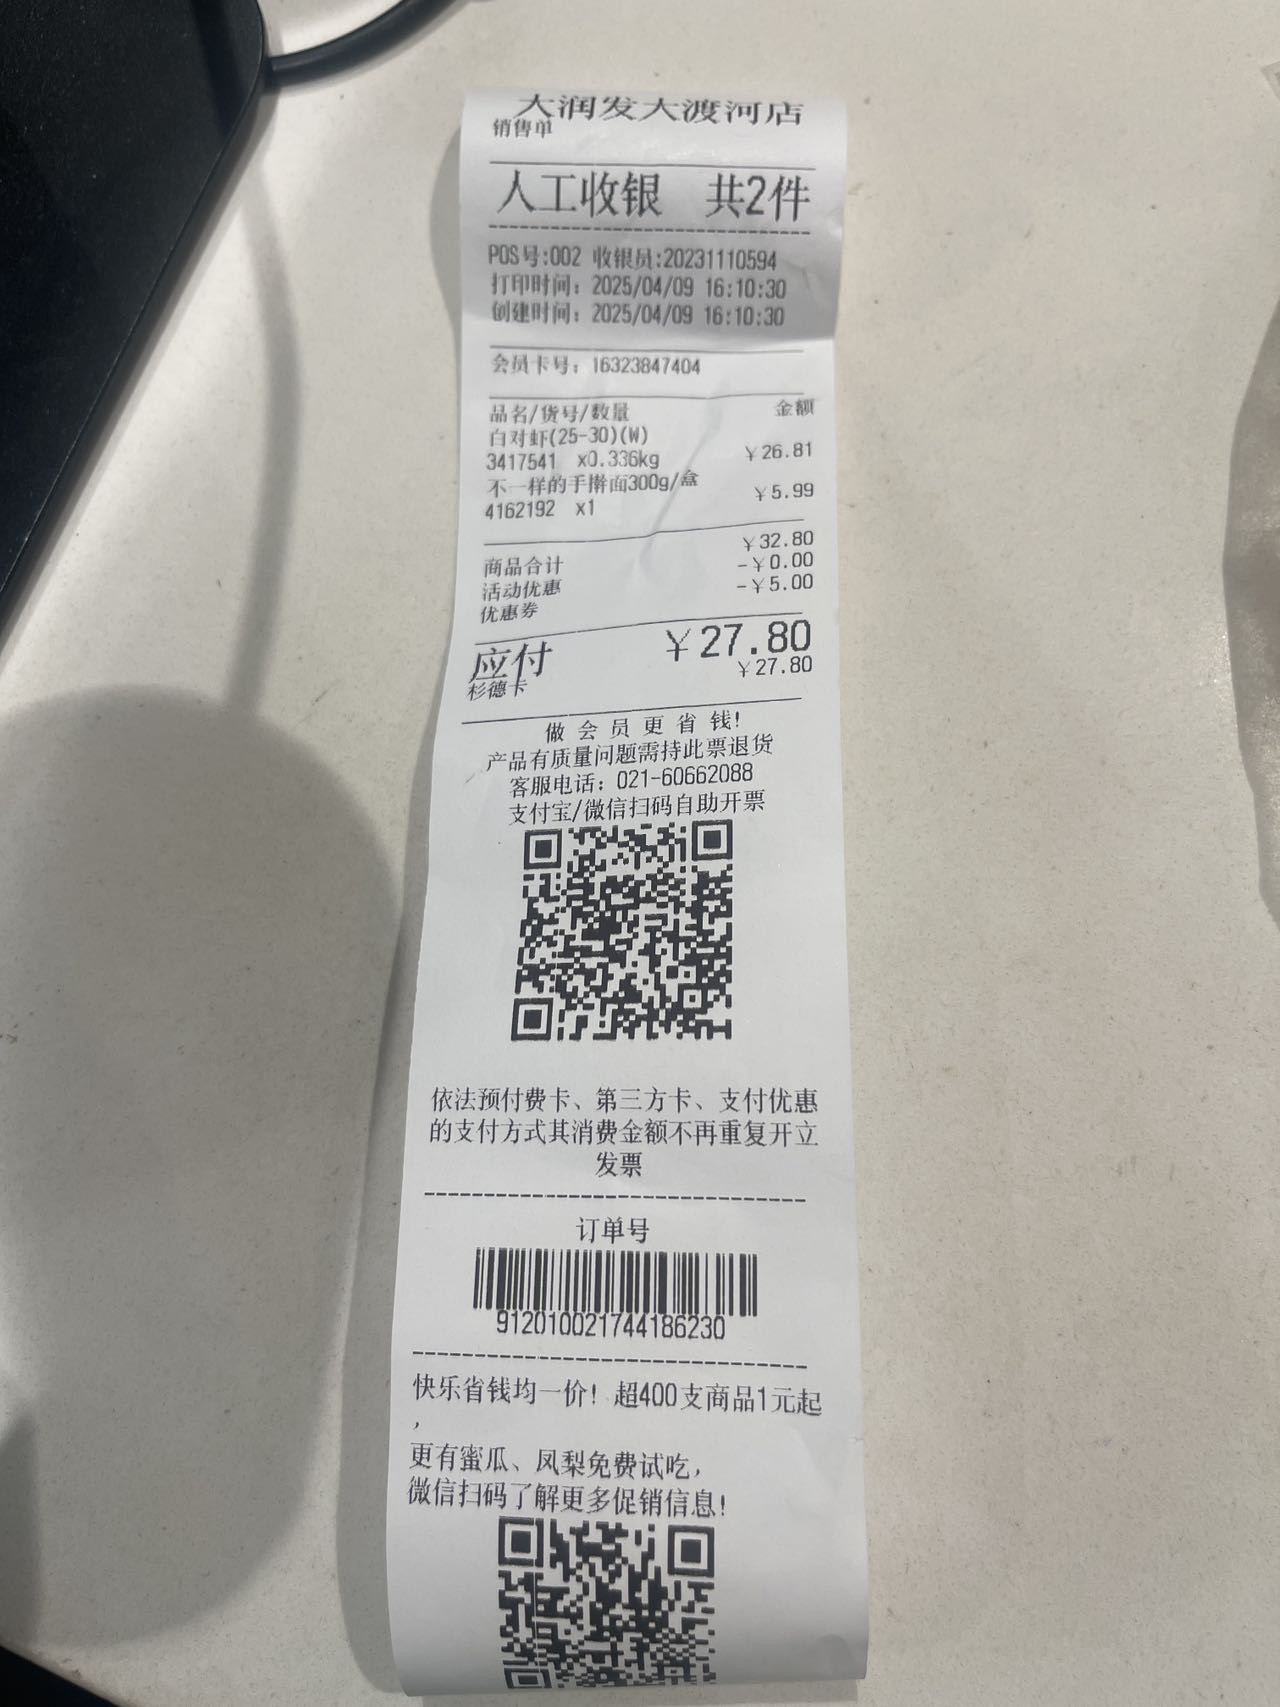 大润发大渡河店
销售单
人工收银 共2件
POS号:002 收银员:20231110594
打印时间: 2025/04/09 16:10:30
创建时间: 2025/04/09 16:10:30
会员卡号: 16323847404
品名/货号/数量 金额
白对虾(25-30)(W)
3417541 x0.336kg ￥26.81
不一样的手擀面300g/盒
4162192 x1 ￥5.99
商品合计 ￥32.80
活动优惠 -￥0.00
优惠券 -￥5.00
应付 ￥27.80
杉德卡 ￥27.80
做 会 员 更 省 钱!
产品有质量问题需持此票退货
客服电话: 021-60662088
支付宝/微信扫码自助开票
依法预付费卡、第三方卡、支付优惠
的支付方式其消费金额不再重复开立
发票
订单号
912010021744186230
快乐省钱均一价! 超400支商品1元起
,
更有蜜瓜、凤梨免费试吃,
微信扫码了解更多促销信息!